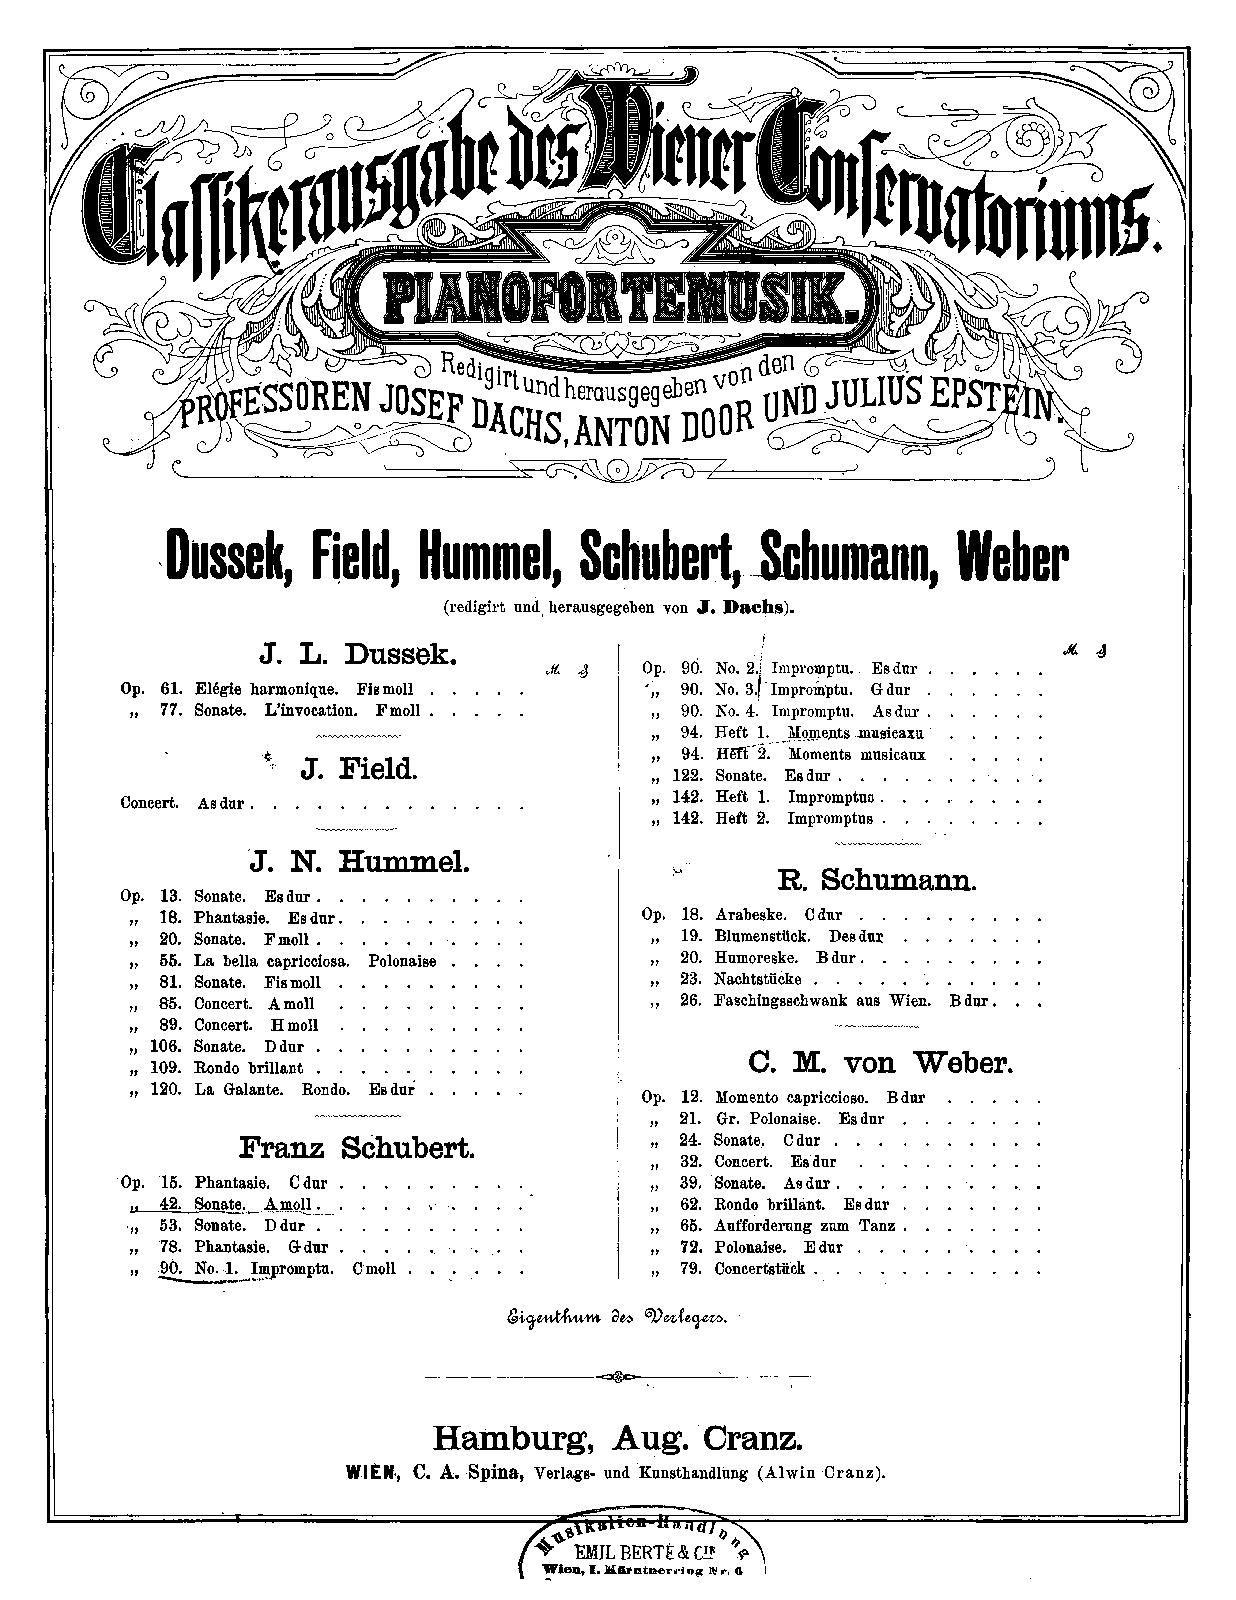 Classikerausgabe des Wiener Conservatoriums.
PIANOFORTEMUSIK.
Redigirt und herausgegeben von den
PROFESSOREN JOSEF DACHS, ANTON DOOR UND JULIUS EPSTEIN.
Dussek, Field, Hummel, Schubert, Schumann, Weber
(redigirt und herausgegeben von J. Dachs).
J. L. Dussek.
M. ₰
Op. 61. Elégie harmonique. Fis moll . . . . .
„ 77. Sonate. L'invocation. F moll . . . . .
J. Field.
Concert. As dur . . . . . . . . . . . . .
J. N. Hummel.
Op. 13. Sonate. Es dur . . . . . . . . . .
„ 18. Phantasie. Es dur . . . . . . . . .
„ 20. Sonate. F moll . . . . . . . . . .
„ 55. La bella capricciosa. Polonaise . . . .
„ 81. Sonate. Fis moll . . . . . . . . .
„ 85. Concert. A moll . . . . . . . . .
„ 89. Concert. H moll . . . . . . . . .
„ 106. Sonate. D dur . . . . . . . . . .
„ 109. Rondo brillant . . . . . . . . . .
„ 120. La Galante. Rondo. Es dur . . . . .
Franz Schubert.
Op. 15. Phantasie. C dur . . . . . . . . .
„ 42. Sonate. A moll . . . . . . . . . .
„ 53. Sonate. D dur . . . . . . . . . .
„ 78. Phantasie. G dur . . . . . . . . .
„ 90. No. 1. Impromptu. C moll . . . . . .
M. ₰
Op. 90. No. 2. Impromptu. Es dur . . . . . .
„ 90. No. 3. Impromptu. G dur . . . . . .
„ 90. No. 4. Impromptu. As dur . . . . . .
„ 94. Heft 1. Moments musicaxu . . . . .
„ 94. Heft 2. Moments musicaux . . . . .
„ 122. Sonate. Es dur . . . . . . . . . .
„ 142. Heft 1. Impromptus . . . . . . . .
„ 142. Heft 2. Impromptus . . . . . . . .
R. Schumann.
Op. 18. Arabeske. C dur . . . . . . . . .
„ 19. Blumenstück. Des dur . . . . . . .
„ 20. Humoreske. B dur . . . . . . . . .
„ 23. Nachtstücke . . . . . . . . . . .
„ 26. Faschingsschwank aus Wien. B dur . . .
C. M. von Weber.
Op. 12. Momento capriccioso. B dur . . . . .
„ 21. Gr. Polonaise. Es dur . . . . . . .
„ 24. Sonate. C dur . . . . . . . . . .
„ 32. Concert. Es dur . . . . . . . . .
„ 39. Sonate. As dur . . . . . . . . . .
„ 62. Rondo brillant. Es dur . . . . . . .
„ 65. Aufforderung zum Tanz . . . . . . .
„ 72. Polonaise. E dur . . . . . . . . .
„ 79. Concertstück . . . . . . . . . . .
Eigenthum des Verlegers.
Hamburg, Aug. Cranz.
WIEN, C. A. Spina, Verlags- und Kunsthandlung (Alwin Cranz).
Musikalien-Handlung
EMIL BERTÉ & Cie
Wien, I. Kärntnerring Nr. 6